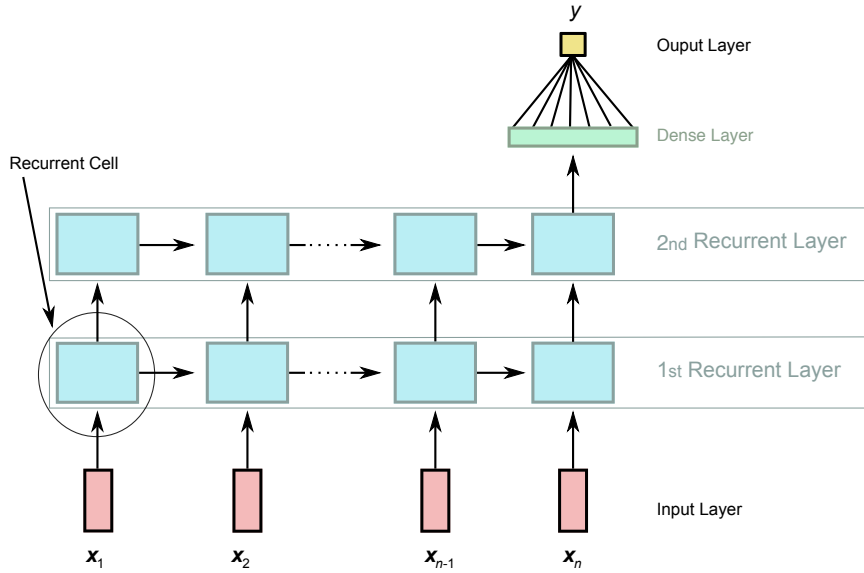 y
Ouput Layer
Dense Layer
Recurrent Cell
2nd Recurrent Layer
1st Recurrent Layer
Input Layer
x1 x2 xn-1 xn